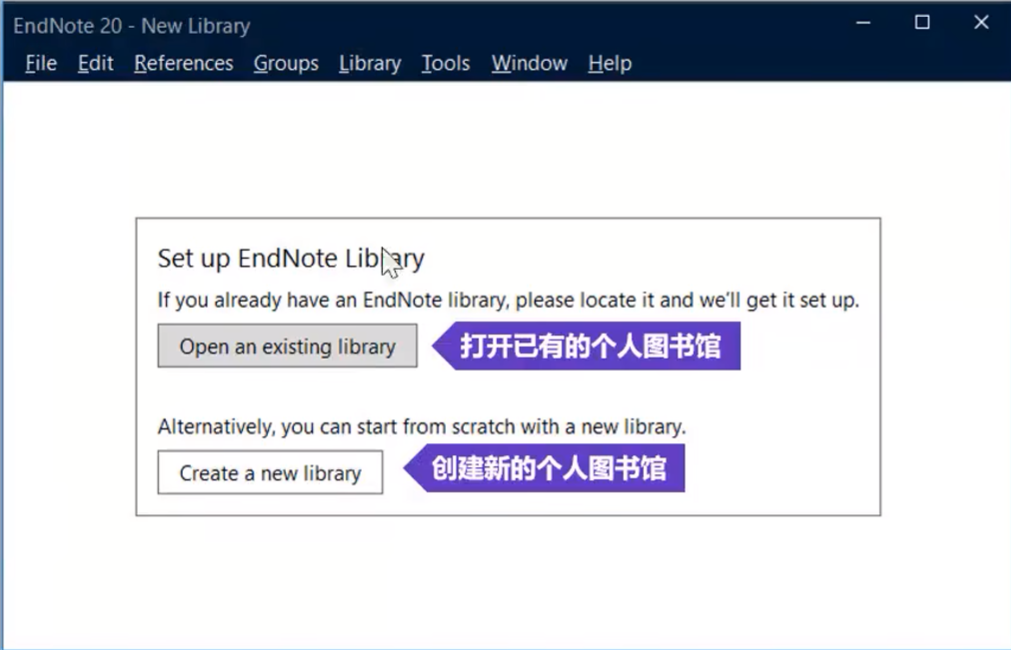 EndNote 20 - New Library
File Edit References Groups Library Tools Window Help
Set up EndNote Library
If you already have an EndNote library, please locate it and we'll get it set up.
Open an existing library
打开已有的个人图书馆
Alternatively, you can start from scratch with a new library.
Create a new library
创建新的个人图书馆